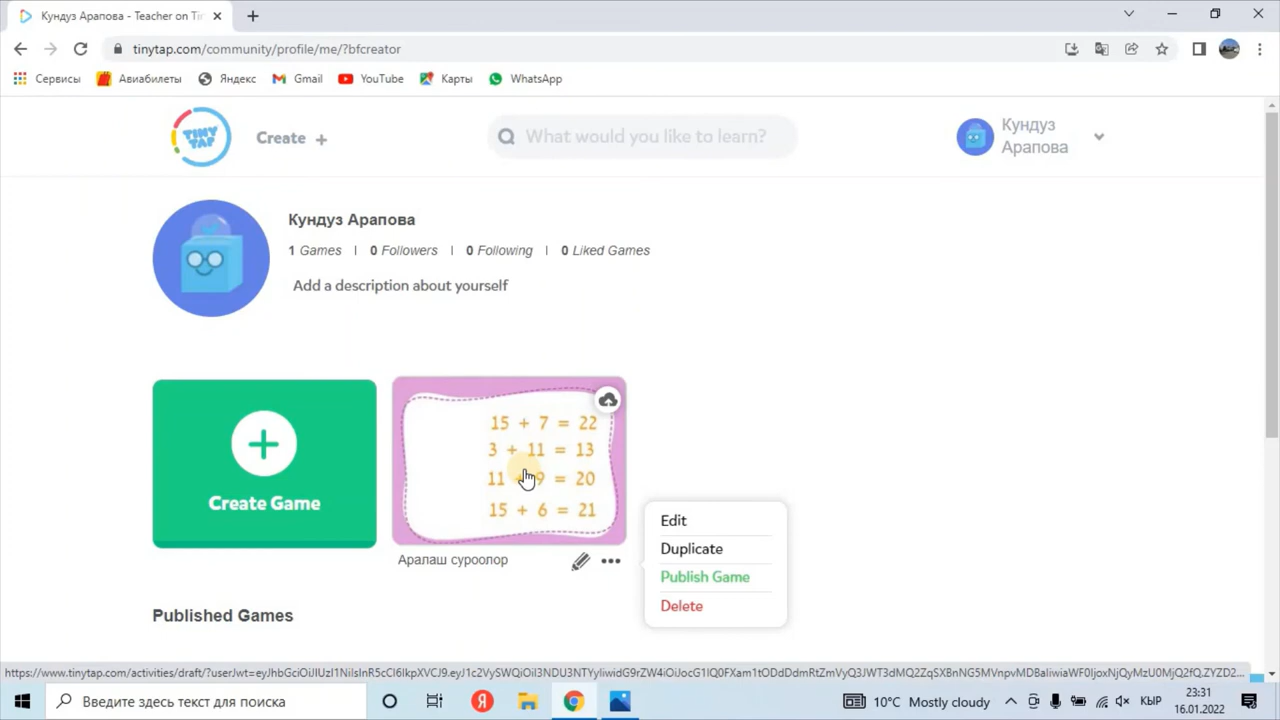 Кундуз Арапова - Teacher on Ti
tinytap.com/community/profile/me/?bfcreator
Сервисы Авиабилеты Яндекс Gmail YouTube Карты WhatsApp
TINY TAP
Create +
What would you like to learn?
Кундуз
Арапова
Кундуз Арапова
1 Games | 0 Followers | 0 Following | 0 Liked Games
Add a description about yourself
Create Game
15 + 7 = 22
3 + 11 = 13
11 9 = 20
15 + 6 = 21
Аралаш суроолор
Edit
Duplicate
Publish Game
Delete
Published Games
Введите здесь текст для поиска
10°C Mostly cloudy
КЫР
23:31
16.01.2022